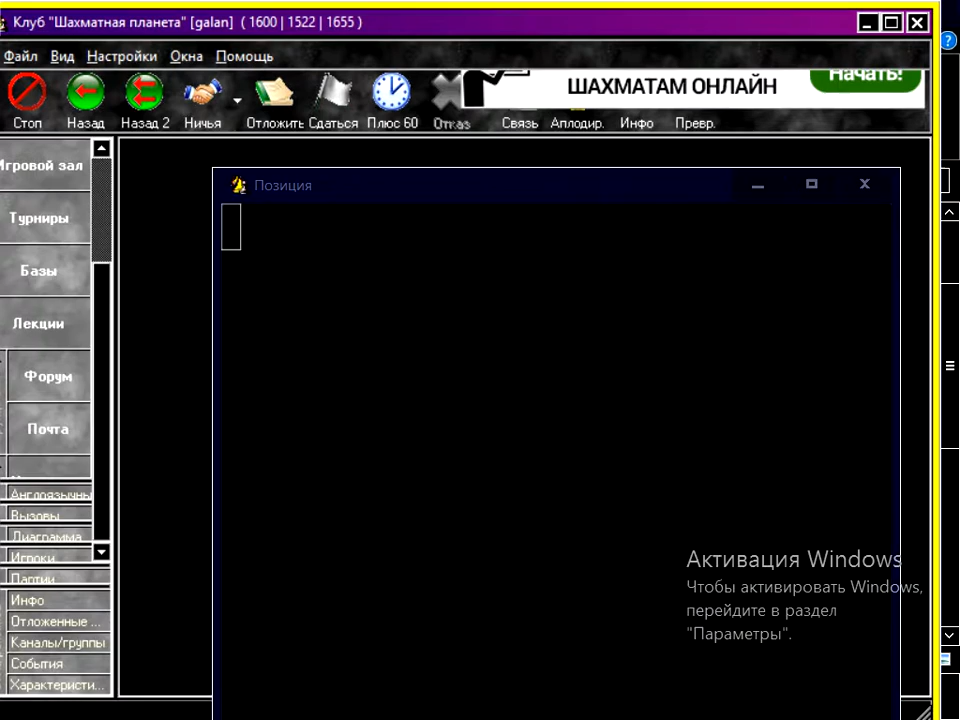 Клуб "Шахматная планета" [galan] ( 1600 | 1522 | 1655 )
Файл Вид Настройки Окна Помощь
ШАХМАТАМ ОНЛАЙН
Начать!
Стоп Назад Назад 2 Ничья Отложить Сдаться Плюс 60 Отказ Связь Аплодир. Инфо Превр.
Игровой зал
Турниры
Базы
Лекции
Форум
Почта
Позиция
Англоязычны
Вызовы
Диаграмма
Игроки
Партии
Инфо
Отложенные ...
Каналы/группы
События
Характеристи...
Активация Windows
Чтобы активировать Windows,
перейдите в раздел
"Параметры".